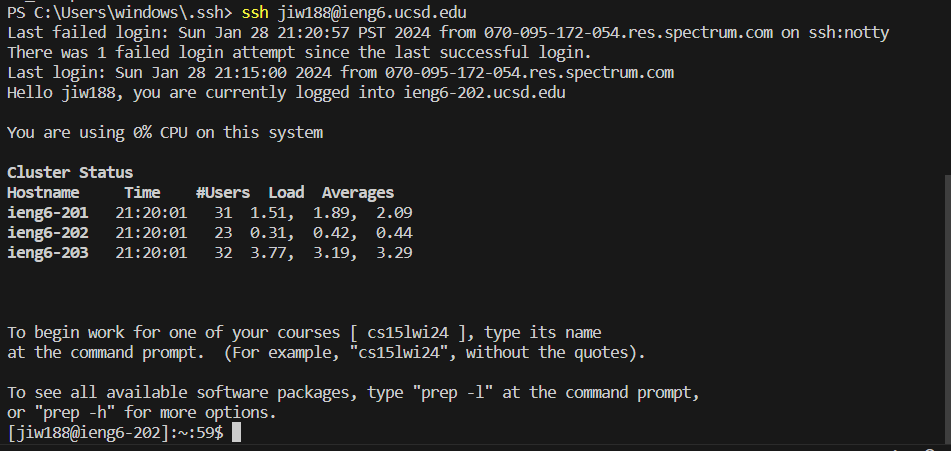 PS C:\Users\windows\.ssh> ssh jiw188@ieng6.ucsd.edu
Last failed login: Sun Jan 28 21:20:57 PST 2024 from 070-095-172-054.res.spectrum.com on ssh:notty
There was 1 failed login attempt since the last successful login.
Last login: Sun Jan 28 21:15:00 2024 from 070-095-172-054.res.spectrum.com
Hello jiw188, you are currently logged into ieng6-202.ucsd.edu

You are using 0% CPU on this system

Cluster Status
Hostname     Time    #Users  Load  Averages
ieng6-201   21:20:01   31  1.51,  1.89,  2.09
ieng6-202   21:20:01   23  0.31,  0.42,  0.44
ieng6-203   21:20:01   32  3.77,  3.19,  3.29

To begin work for one of your courses [ cs15lwi24 ], type its name
at the command prompt.  (For example, "cs15lwi24", without the quotes).

To see all available software packages, type "prep -l" at the command prompt,
or "prep -h" for more options.
[jiw188@ieng6-202]:~:59$